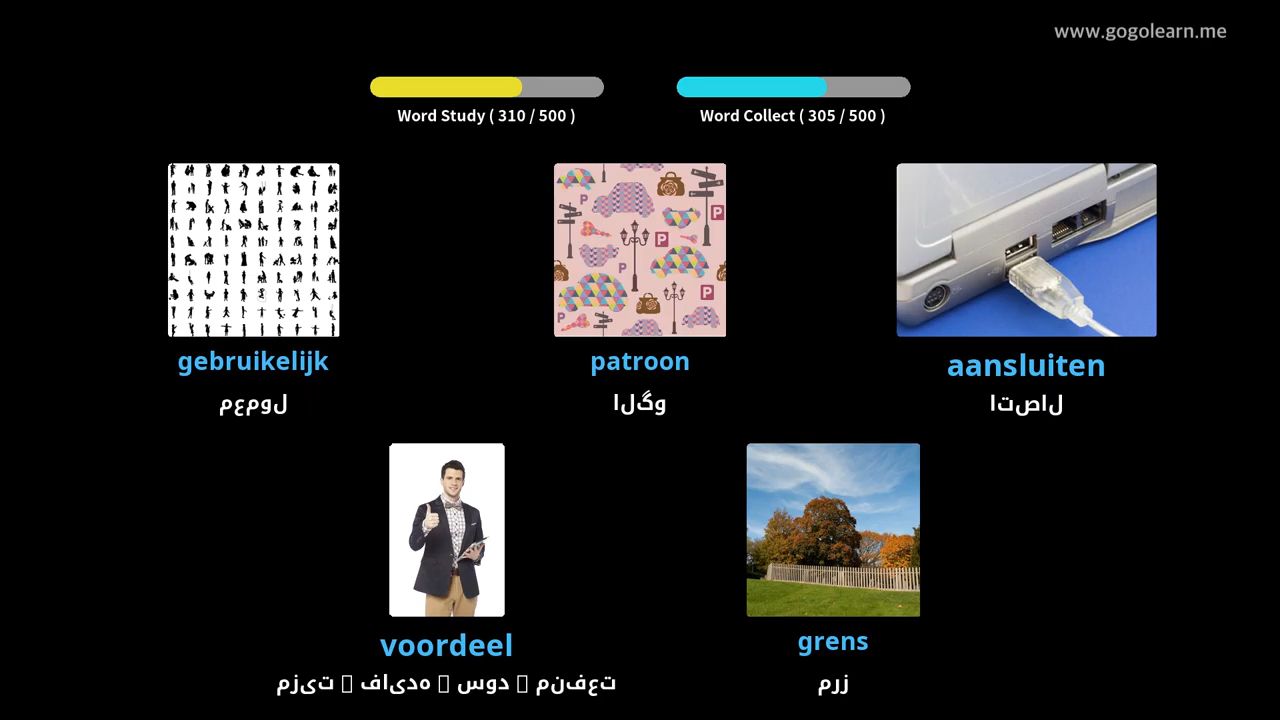 www.gogolearn.me
Word Study ( 310 / 500 )
Word Collect ( 305 / 500 )
gebruikelijk
معمول
patroon
الگو
aansluiten
اتصال
voordeel
مزیت □ فایده □ سود □ منفعت
grens
مرز